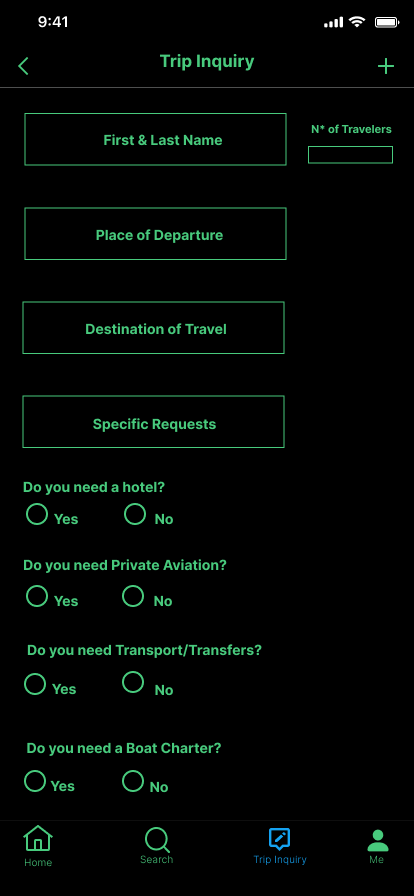 9:41
Trip Inquiry
First & Last Name
N* of Travelers
Place of Departure
Destination of Travel
Specific Requests
Do you need a hotel?
Yes No
Do you need Private Aviation?
Yes No
Do you need Transport/Transfers?
Yes No
Do you need a Boat Charter?
Yes No
Home Search Trip Inquiry Me